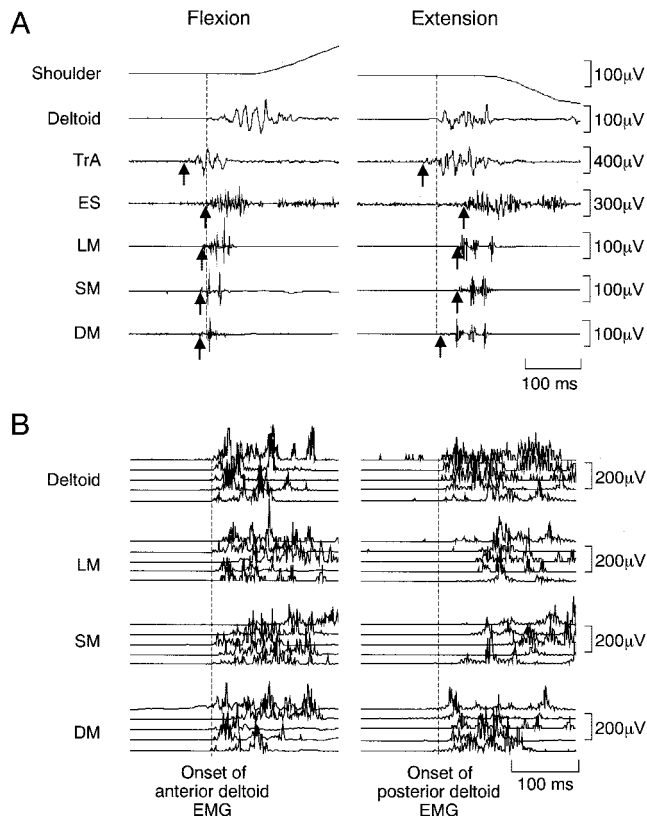 A
Flexion Extension
Shoulder 100μV
Deltoid 100μV
TrA 400μV
ES 300μV
LM 100μV
SM 100μV
DM 100μV
100 ms
B
Deltoid 200μV
LM 200μV
SM 200μV
DM 200μV
100 ms
Onset of Onset of
anterior deltoid posterior deltoid
EMG EMG